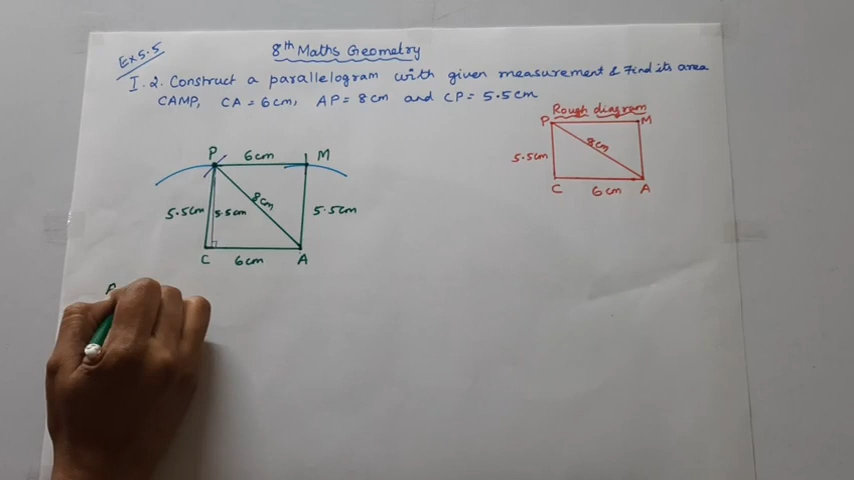 Ex 5.5
8th Maths Geometry
I. 2. Construct a parallelogram with given measurement & Find its area
CAMP, CA = 6cm, AP = 8cm and CP = 5.5cm
Rough diagram
P M
8cm
5.5cm
C 6cm A
P 6cm M
8cm
5.5cm 5.5cm 5.5cm
C 6cm A